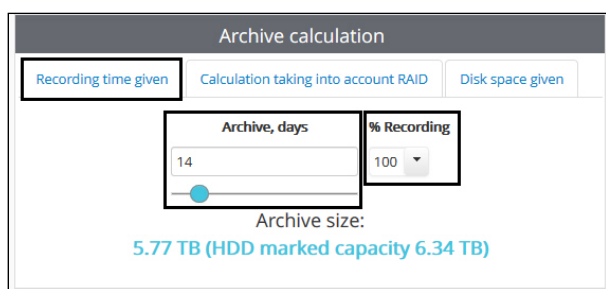 Archive calculation
Recording time given Calculation taking into account RAID Disk space given
Archive, days % Recording
14 100
Archive size:
5.77 TB (HDD marked capacity 6.34 TB)